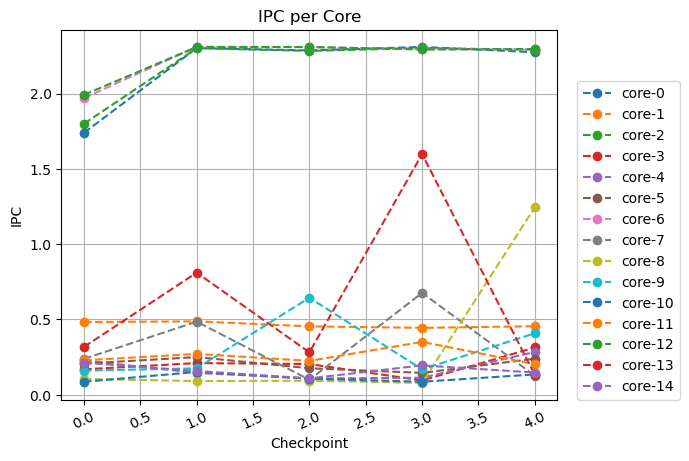 IPC per Core
IPC
2.0
1.5
1.0
0.5
0.0
0.0 0.5 1.0 1.5 2.0 2.5 3.0 3.5 4.0
Checkpoint
core-0
core-1
core-2
core-3
core-4
core-5
core-6
core-7
core-8
core-9
core-10
core-11
core-12
core-13
core-14